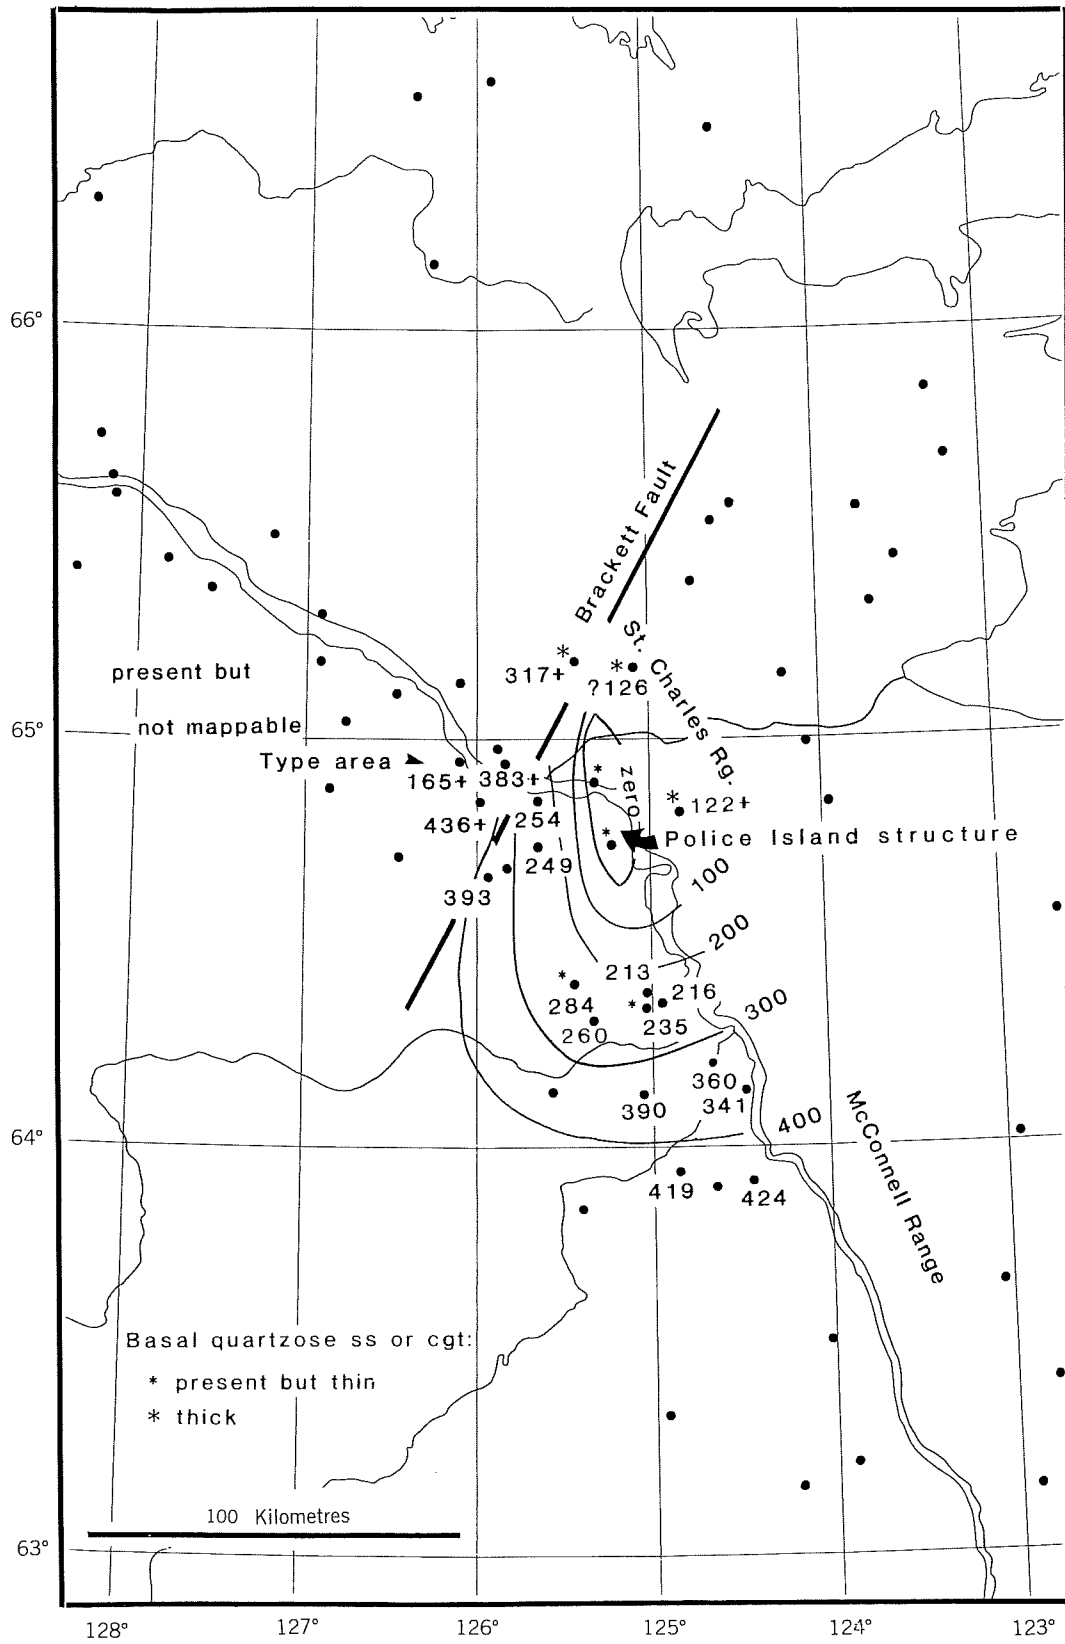 66°
Brackett Fault
St. Charles Rg.
317+
?126
present but
not mappable
65°
Type area
165+
383+
zero
122+
436+
254
Police Island structure
249
100
393
200
213
284
216
300
260
235
360
390
341
400
McConnell Range
64°
419
424
Basal quartzose ss or cgt:
* present but thin
* thick
100 Kilometres
63°
128°
127°
126°
125°
124°
123°